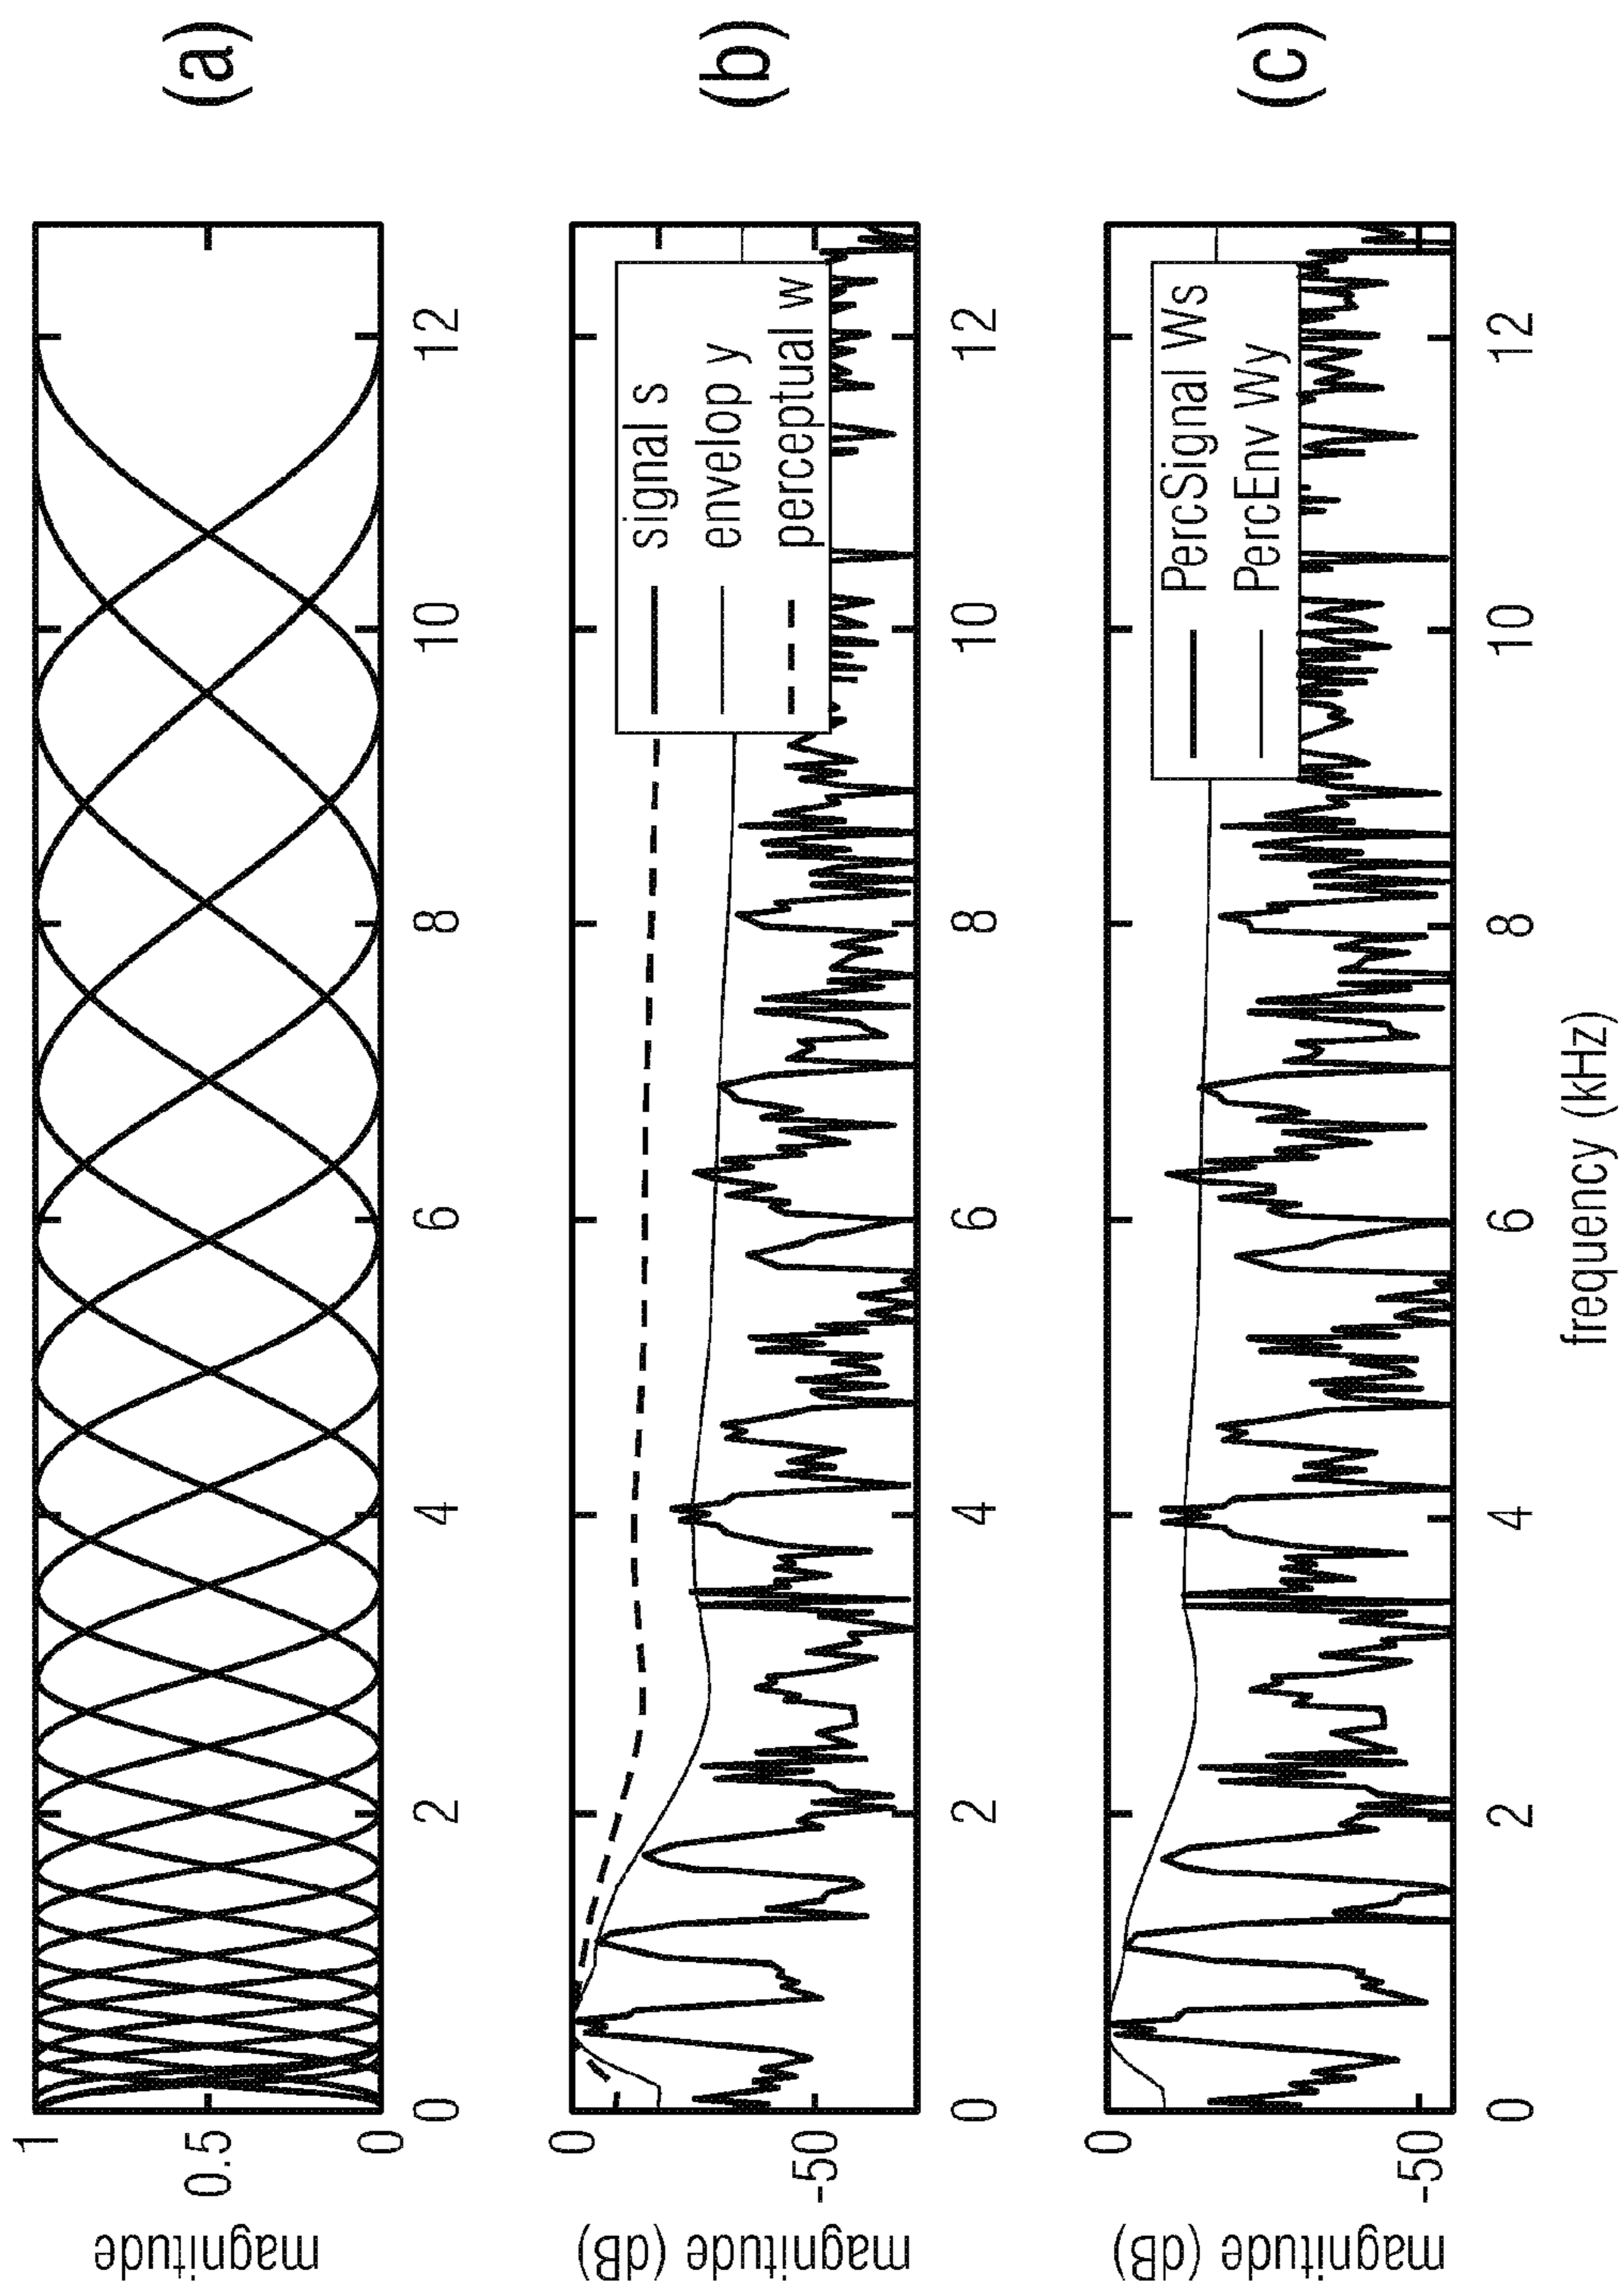 (a)
magnitude
1
0.5
0
0 2 4 6 8 10 12
(b)
magnitude (dB)
0
-50
signal s
envelop y
perceptual w
0 2 4 6 8 10 12
(c)
magnitude (dB)
0
-50
PercSignal Ws
PercEnv Wy
0 2 4 6 8 10 12
frequency (kHz)